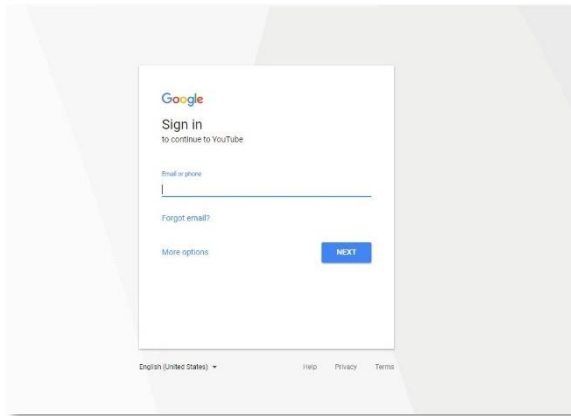 Google
Sign in
to continue to YouTube
Email or phone
Forgot email?
More options
NEXT
English (United States)
Help Privacy Terms